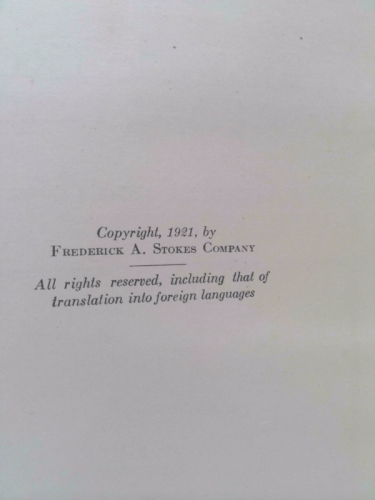 Copyright, 1921, by
FREDERICK A. STOKES COMPANY
All rights reserved, including that of
translation into foreign languages